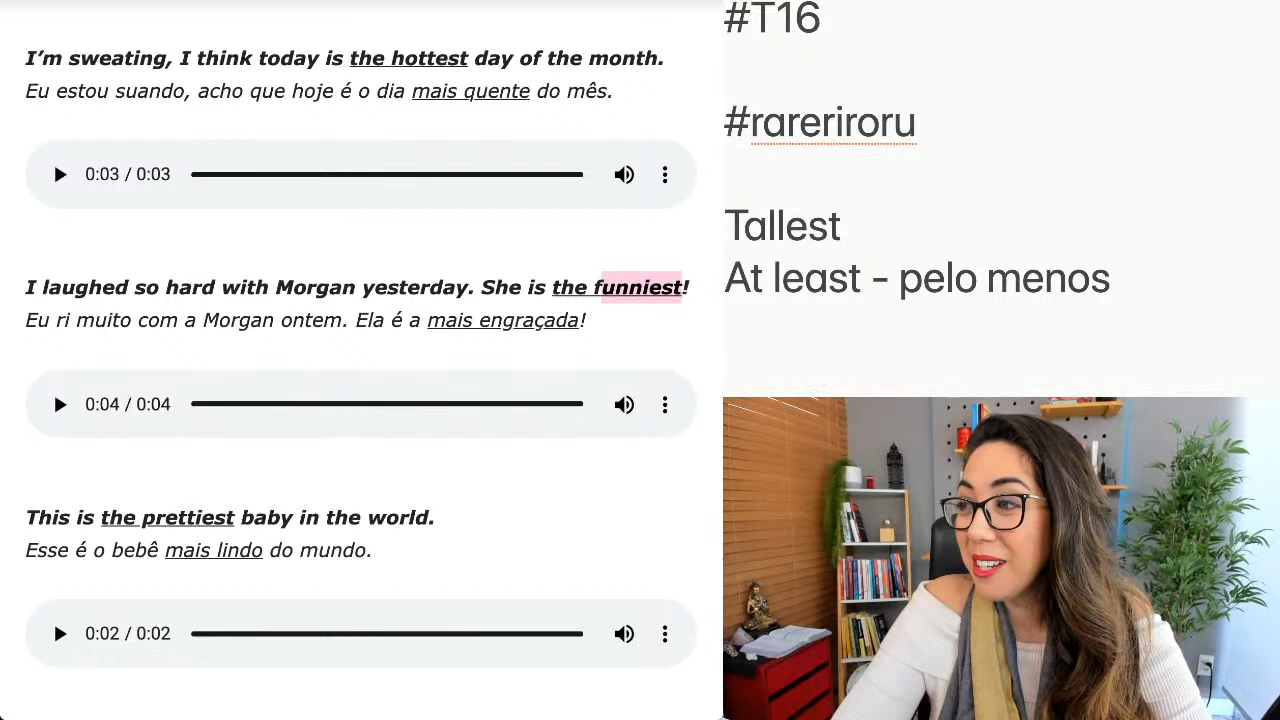 I’m sweating, I think today is the hottest day of the month.
Eu estou suando, acho que hoje é o dia mais quente do mês.
0:03 / 0:03
I laughed so hard with Morgan yesterday. She is the funniest!
Eu ri muito com a Morgan ontem. Ela é a mais engraçada!
0:04 / 0:04
This is the prettiest baby in the world.
Esse é o bebê mais lindo do mundo.
0:02 / 0:02
#T16
#rareriroru
Tallest
At least - pelo menos